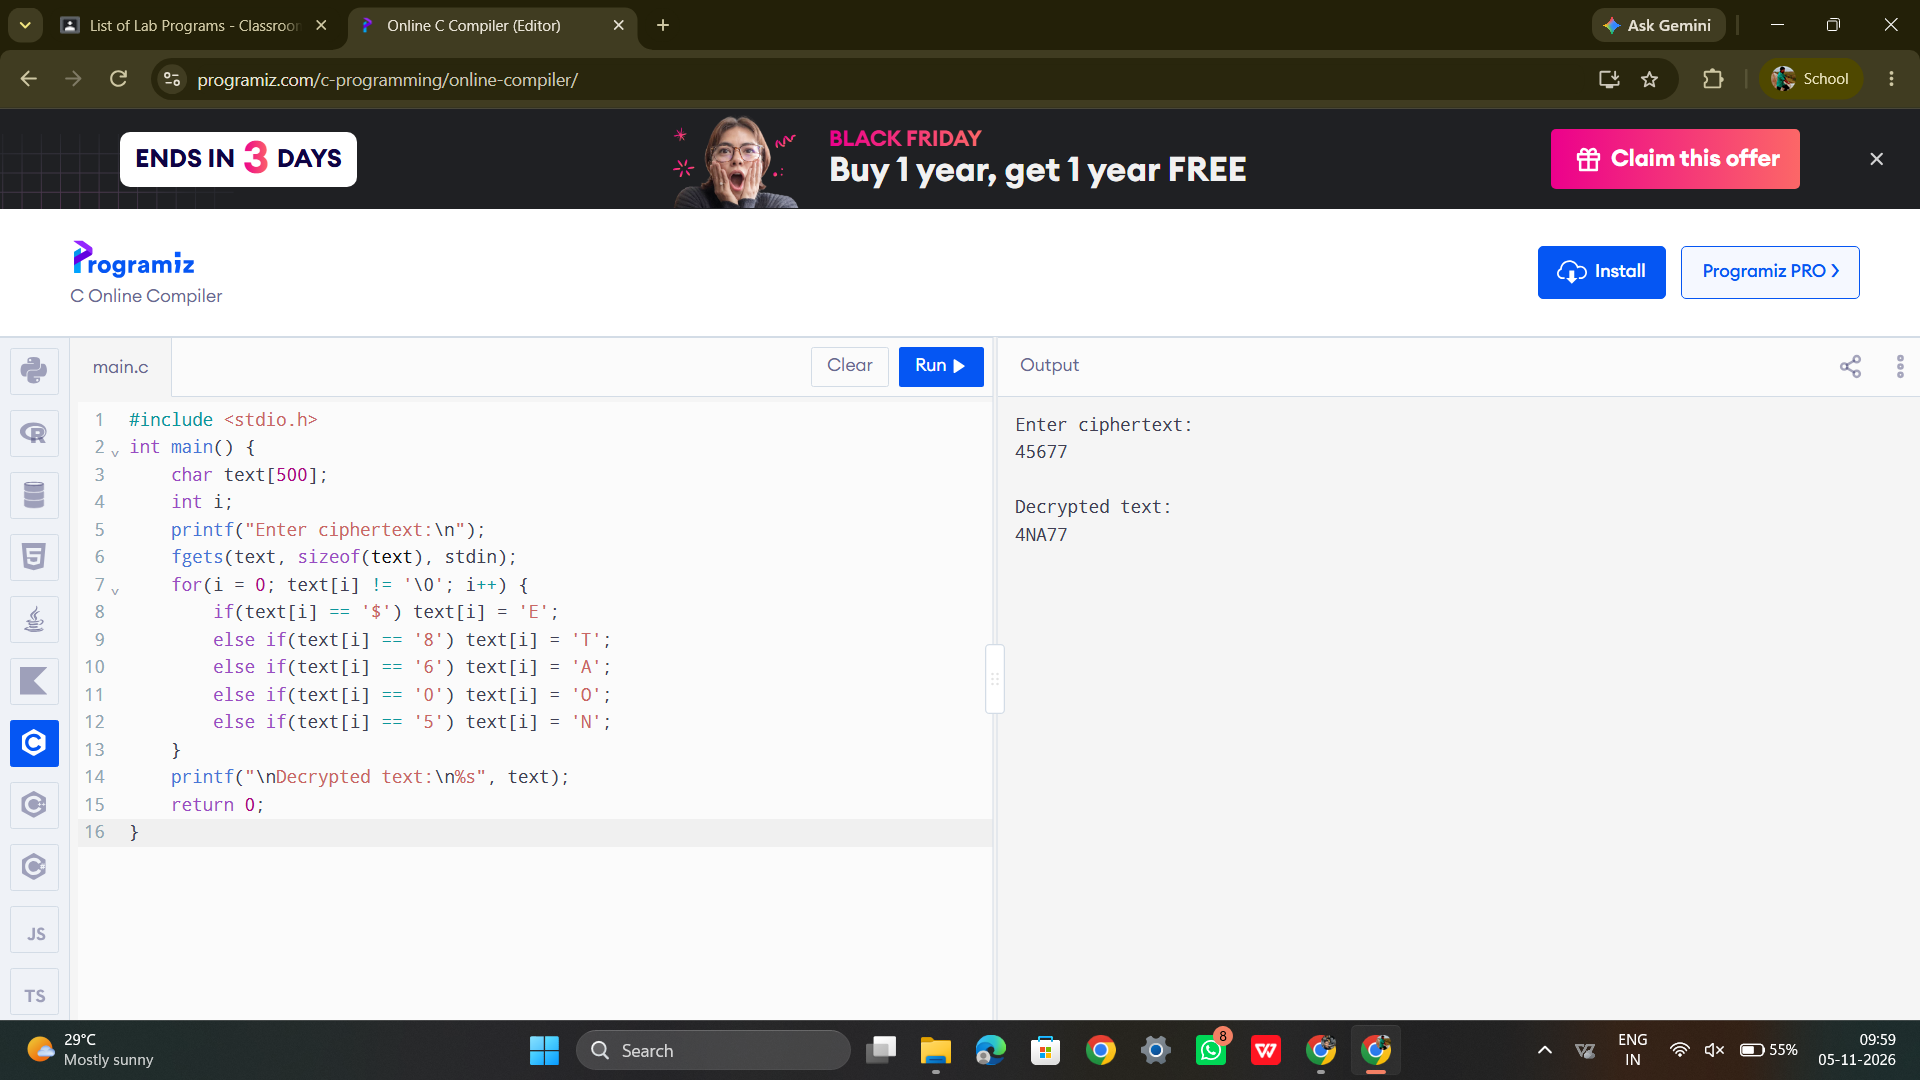 List of Lab Programs - Classroom
Online C Compiler (Editor)
Ask Gemini
programiz.com/c-programming/online-compiler/
School
ENDS IN 3 DAYS
BLACK FRIDAY
Buy 1 year, get 1 year FREE
Claim this offer
Programiz
C Online Compiler
Install
Programiz PRO >
main.c
Clear
Run
Output
1 #include <stdio.h>
2 int main() {
3 char text[500];
4 int i;
5 printf("Enter ciphertext:\n");
6 fgets(text, sizeof(text), stdin);
7 for(i = 0; text[i] != '\0'; i++) {
8 if(text[i] == '$') text[i] = 'E';
9 else if(text[i] == '8') text[i] = 'T';
10 else if(text[i] == '6') text[i] = 'A';
11 else if(text[i] == '0') text[i] = 'O';
12 else if(text[i] == '5') text[i] = 'N';
13 }
14 printf("\nDecrypted text:\n%s", text);
15 return 0;
16 }
Enter ciphertext:
45677
Decrypted text:
4NA77
JS
TS
29°C
Mostly sunny
Search
8
ENG
IN
55%
09:59
05-11-2026